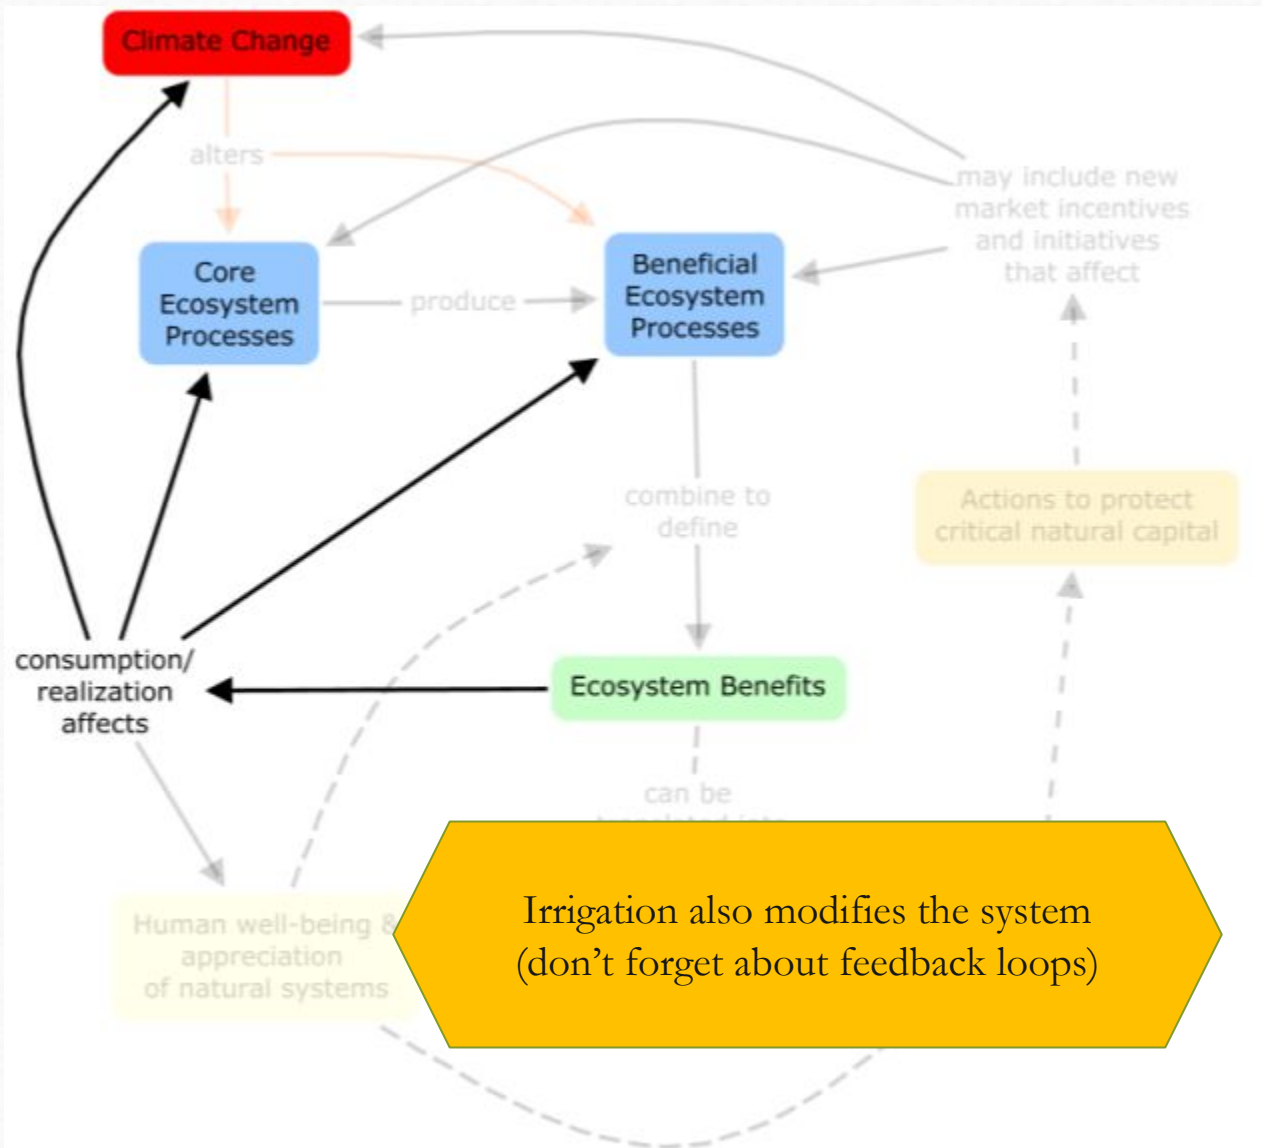 Climate Change
alters
may include new
market incentives
and initiatives
that affect
Core
Ecosystem
Processes
produce
Beneficial
Ecosystem
Processes
combine to
define
Actions to protect
critical natural capital
consumption/
realization
affects
Ecosystem Benefits
can be
Human well-being &
appreciation
of natural systems
Irrigation also modifies the system
(don’t forget about feedback loops)